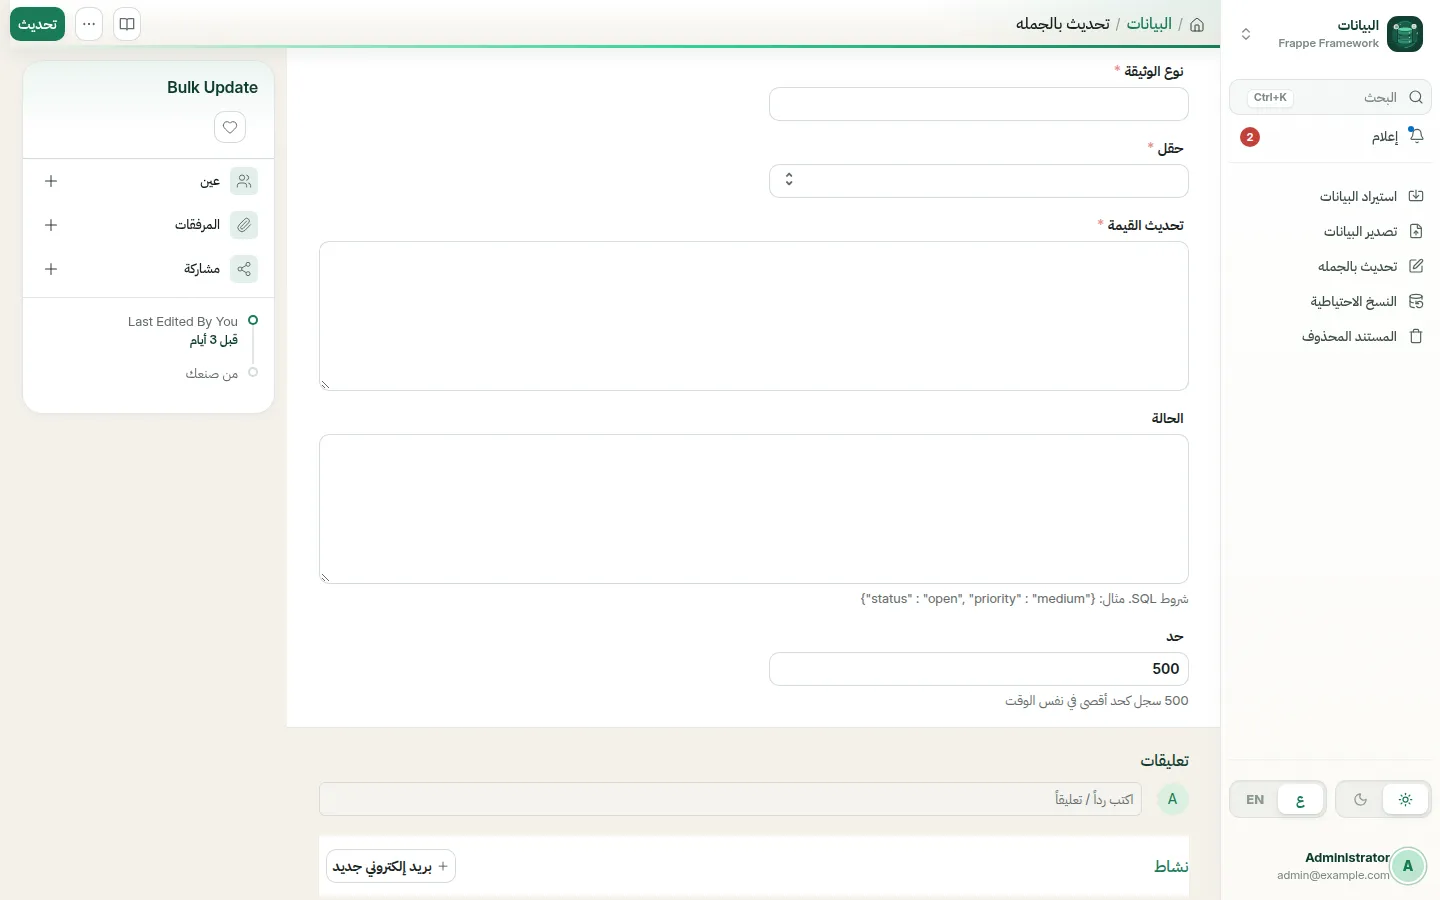 البيانات
Frappe Framework
البحث
Ctrl+K
إعلام
2
استيراد البيانات
تصدير البيانات
تحديث بالجمله
النسخ الاحتياطية
المستند المحذوف
ع
EN
Administrator
admin@example.com
A
البيانات / تحديث بالجمله
تحديث
نوع الوثيقة *
حقل *
تحديث القيمة *
الحالة
شروط SQL. مثال: {"status" : "open", "priority" : "medium"}
حد
500
500 سجل كحد أقصى في نفس الوقت
تعليقات
A
اكتب رداً / تعليقاً
نشاط
+ بريد إلكتروني جديد
Bulk Update
عين
المرفقات
مشاركة
Last Edited By You
قبل 3 أيام
من صنعك